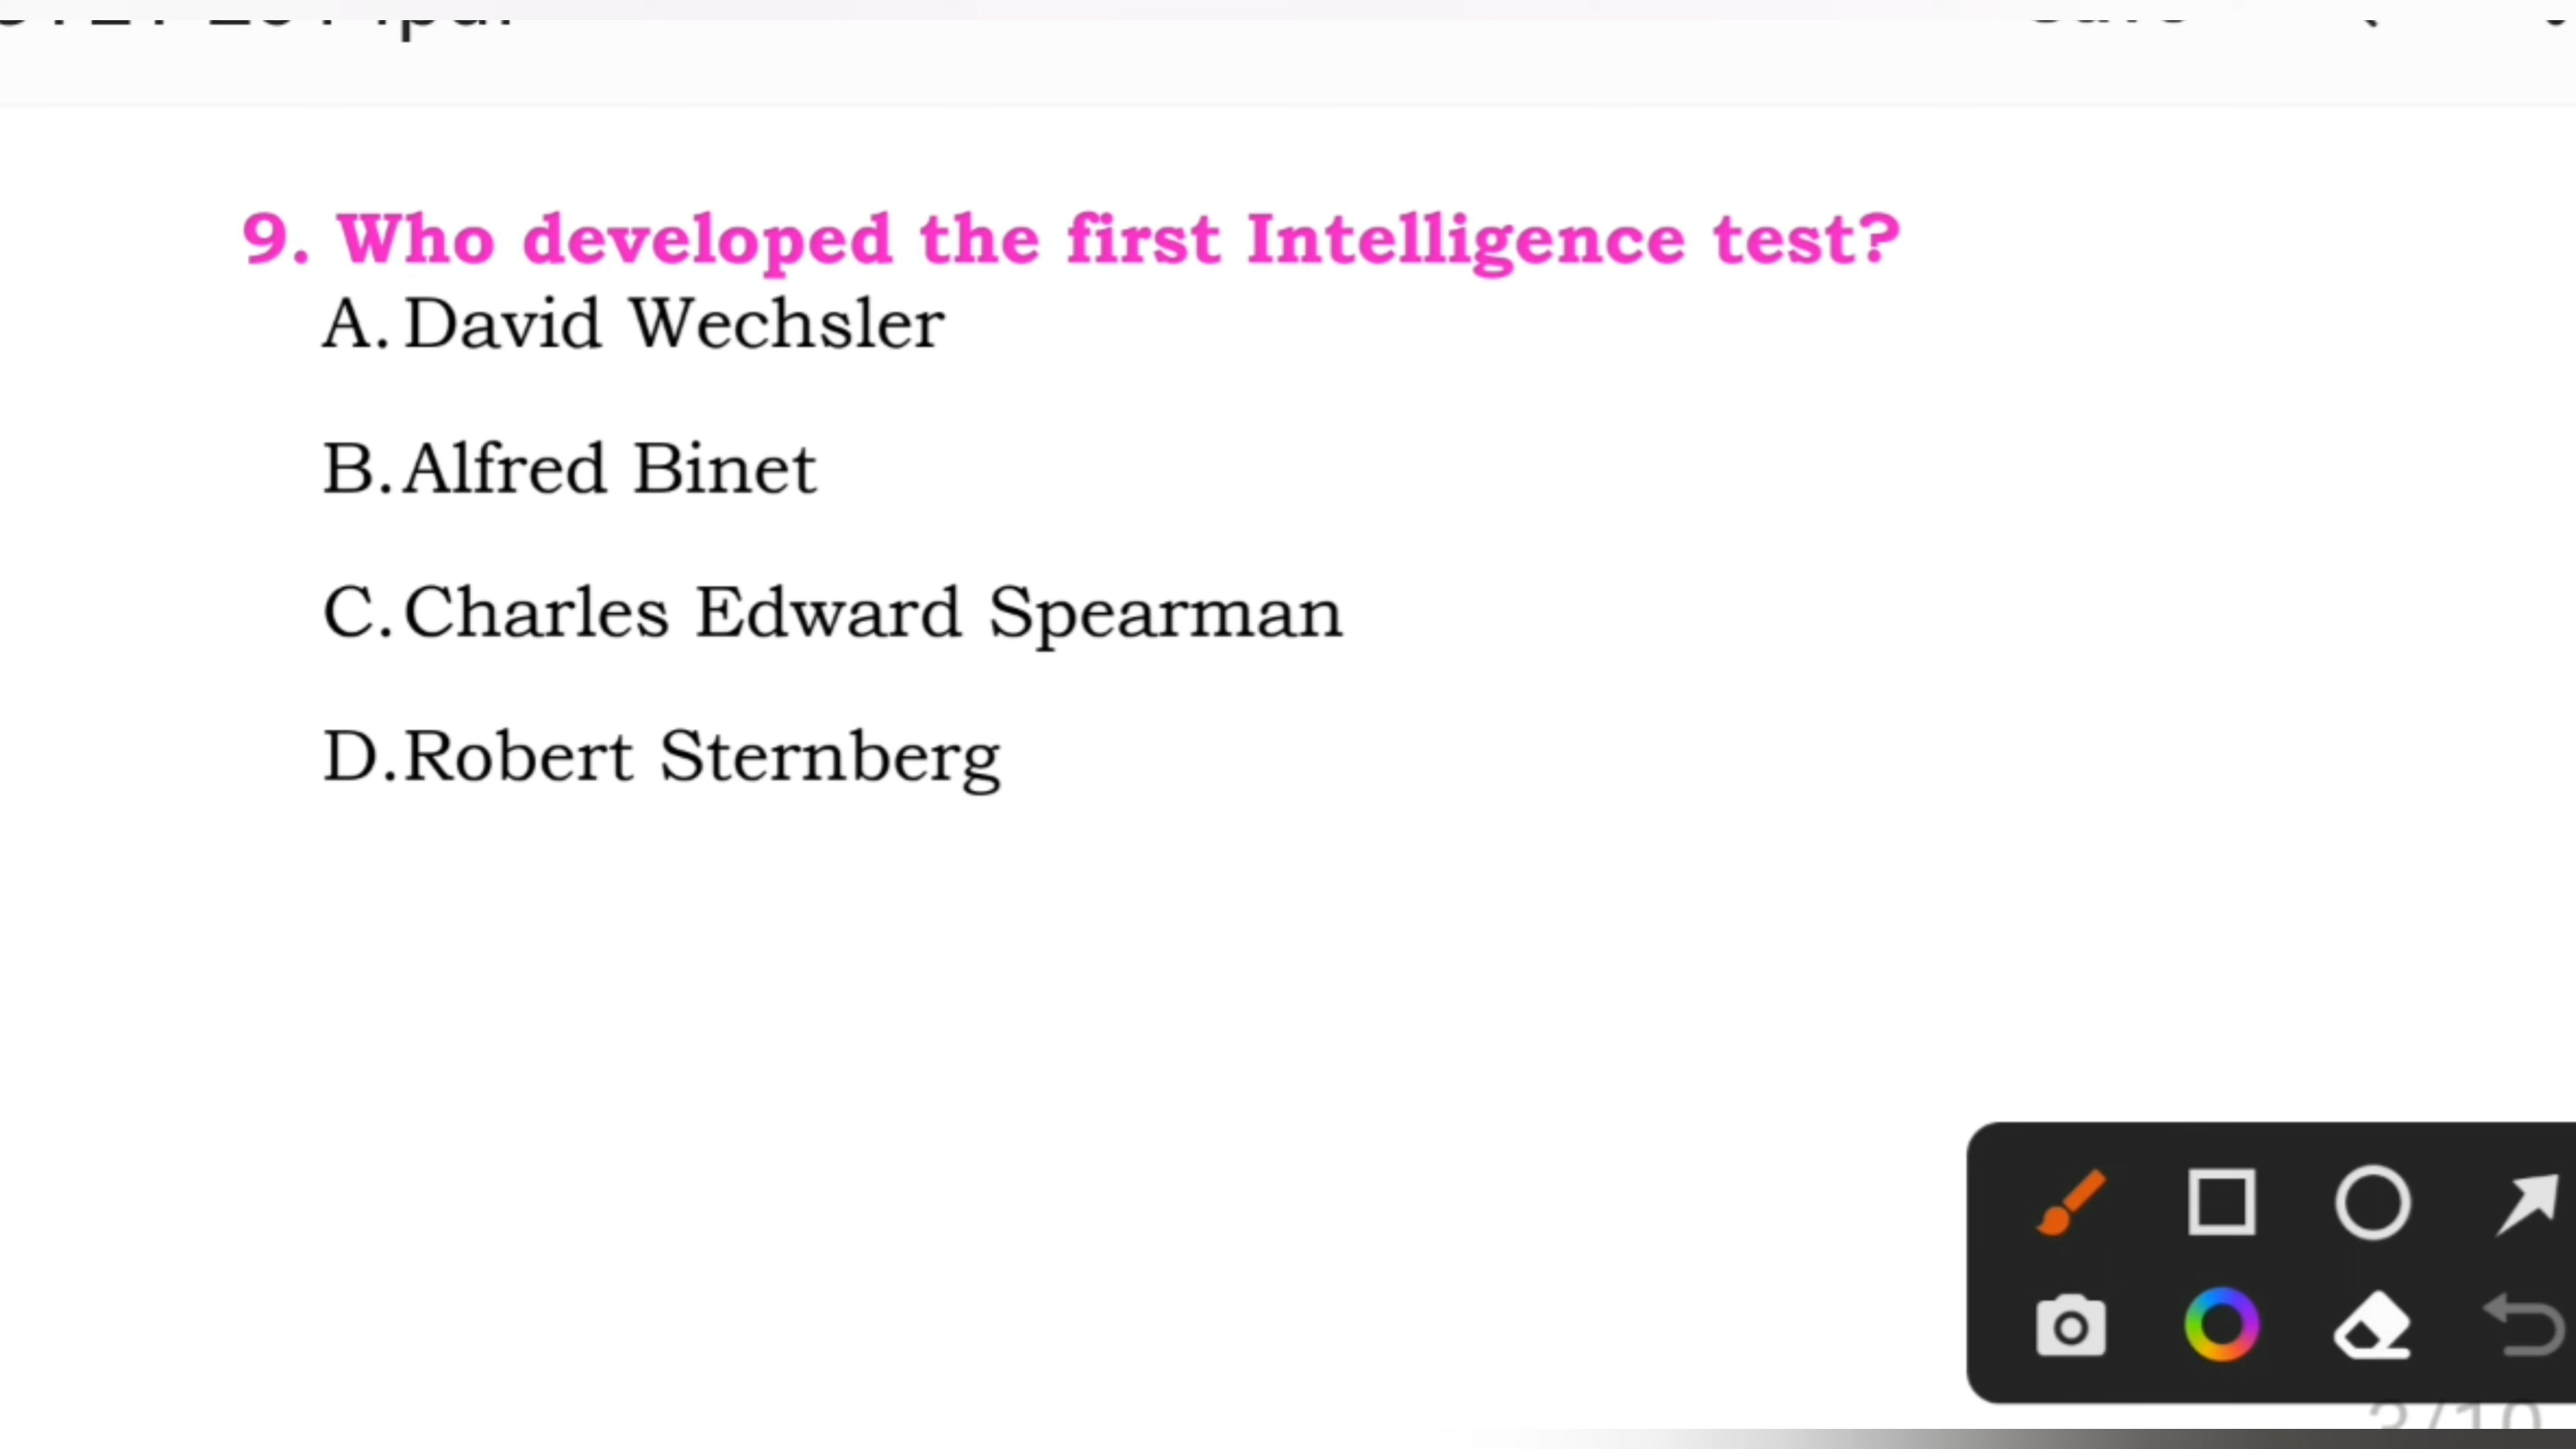 9. Who developed the first Intelligence test?
A. David Wechsler
B. Alfred Binet
C. Charles Edward Spearman
D. Robert Sternberg